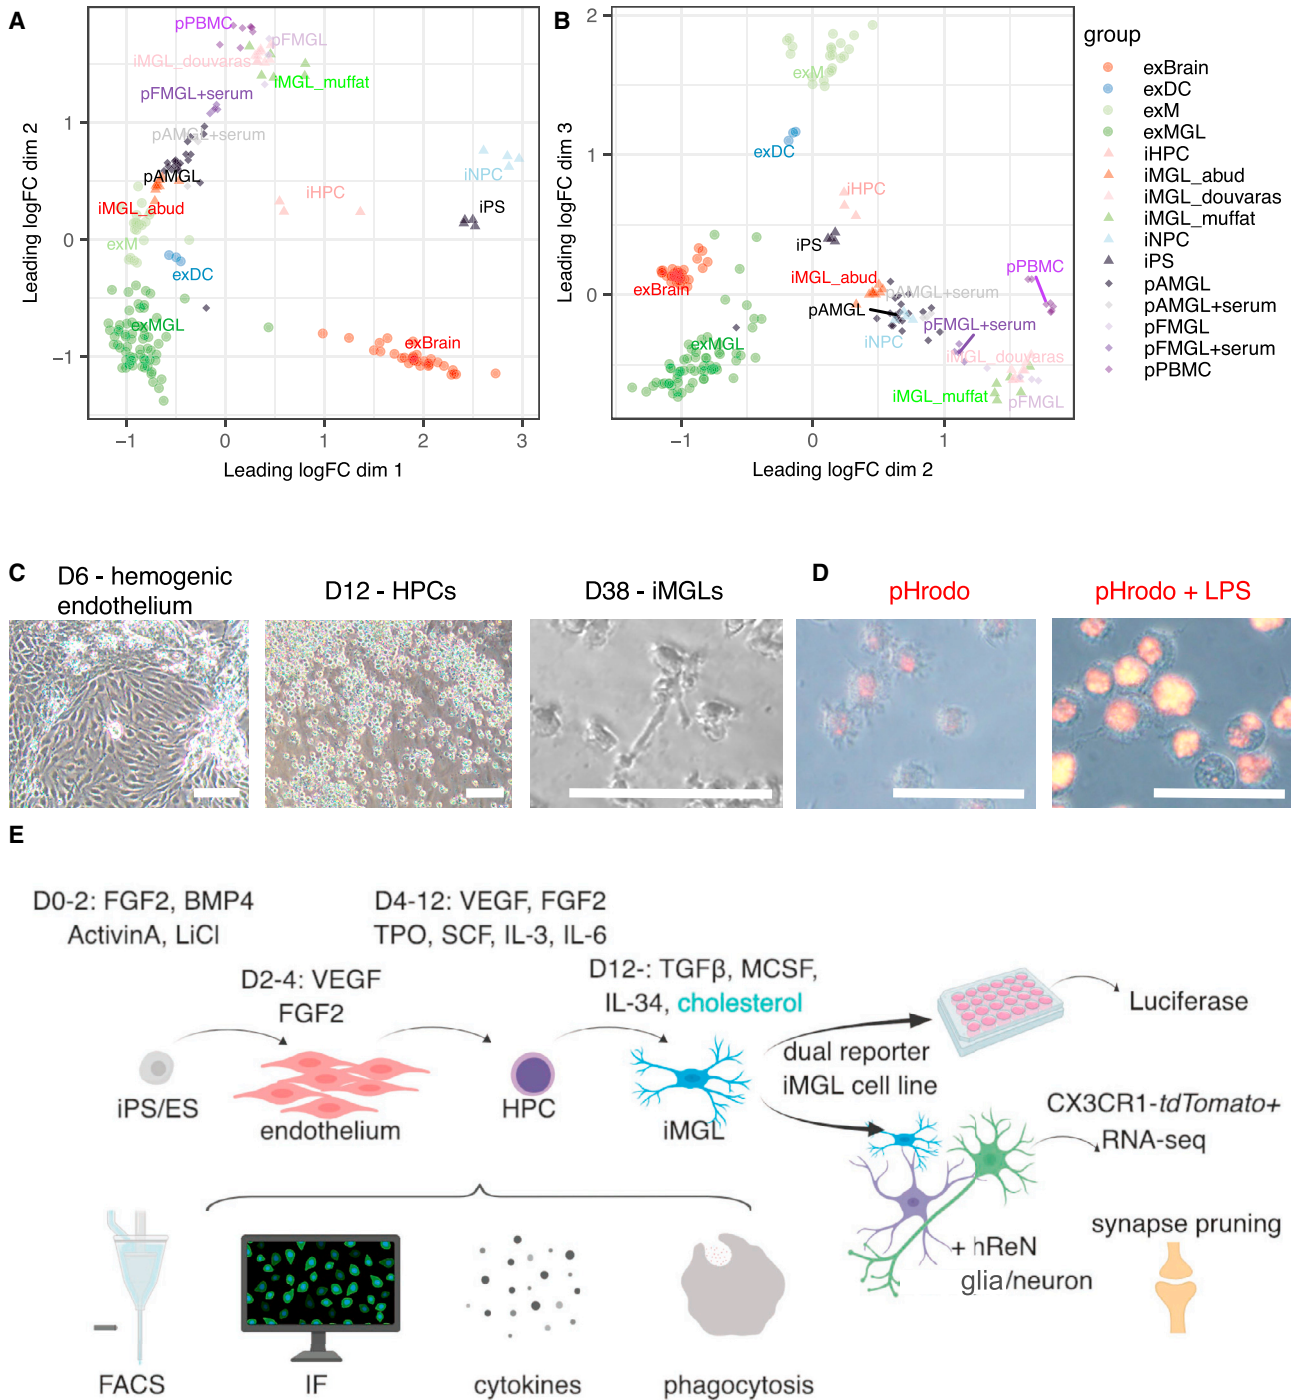 A
pPBMC
pFMGL
iMGL_douvaras
iMGL_muffat
pFMGL+serum
pAMGL+serum
pAMGL
iMGL_abud
iHPC
iNPC
iPS
exM
exDC
exMGL
exBrain
1
0
−1
−1
0
1
2
3
Leading logFC dim 2
Leading logFC dim 1
B
exM
exDC
iHPC
iPS
exBrain
iMGL_abud
pAMGL+serum
pAMGL
pPBMC
iNPC
pFMGL+serum
exMGL
iMGL_douvaras
iMGL_muffat
pFMGL
2
1
0
−1
0
1
Leading logFC dim 3
Leading logFC dim 2
group
exBrain
exDC
exM
exMGL
iHPC
iMGL_abud
iMGL_douvaras
iMGL_muffat
iNPC
iPS
pAMGL
pAMGL+serum
pFMGL
pFMGL+serum
pPBMC
C
D6 - hemogenic
endothelium
D12 - HPCs
D38 - iMGLs
D
pHrodo
pHrodo + LPS
E
D0-2: FGF2, BMP4
ActivinA, LiCl
D2-4: VEGF
FGF2
D4-12: VEGF, FGF2
TPO, SCF, IL-3, IL-6
D12-: TGFβ, MCSF,
IL-34, cholesterol
iPS/ES
endothelium
HPC
iMGL
dual reporter
iMGL cell line
Luciferase
CX3CR1-tdTomato+
RNA-seq
+ hReN
glia/neuron
synapse pruning
FACS
IF
cytokines
phagocytosis